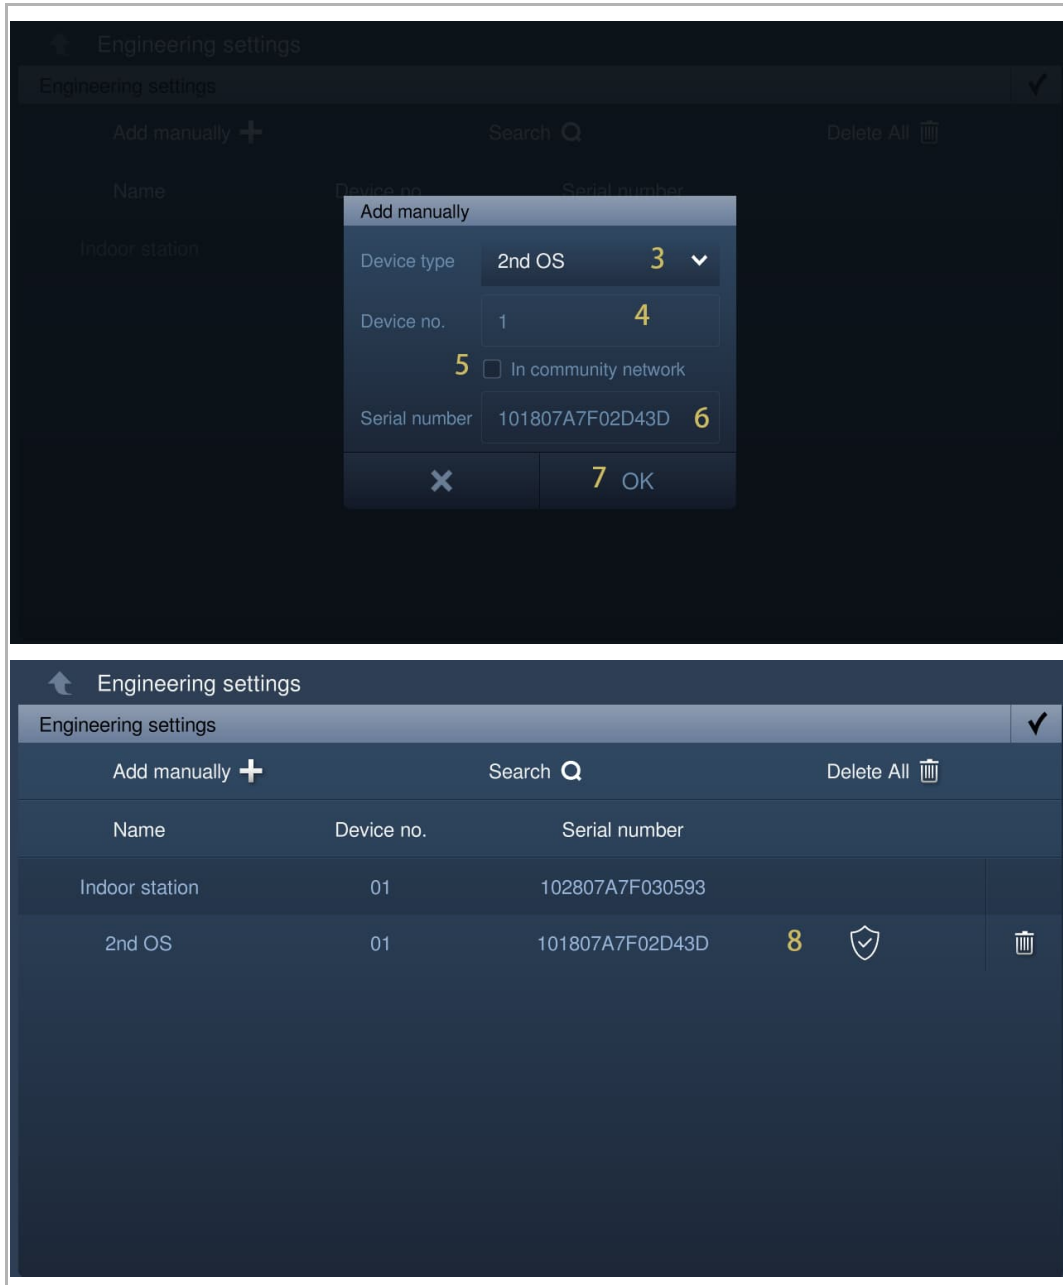 Engineering settings
Engineering settings
Add manually Search Delete All
Name Device no. Serial number
Indoor station
Add manually
Device type 2nd OS 3
Device no. 1 4
5 In community network
Serial number 101807A7F02D43D 6
7 OK
Engineering settings
Engineering settings
Add manually Search Delete All
Name Device no. Serial number
Indoor station 01 102807A7F030593
2nd OS 01 101807A7F02D43D 8